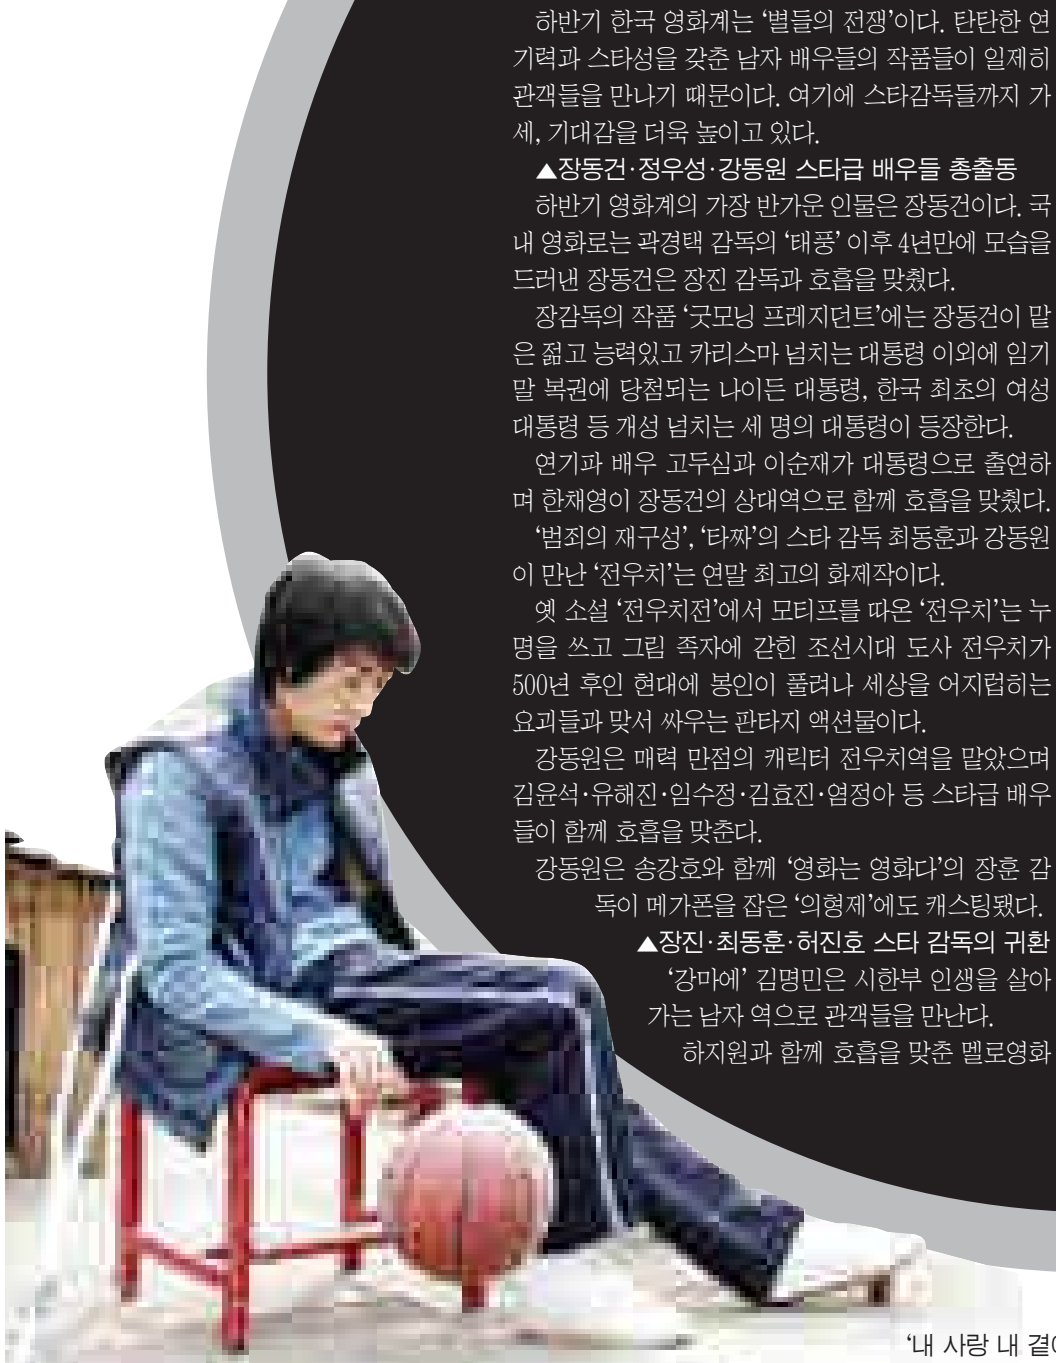 하반기 한국 영화계는 ‘별들의 전쟁’이다. 탄탄한 연
기력과 스타성을 갖춘 남자 배우들의 작품들이 일제히
관객들을 만나기 때문이다. 여기에 스타감독들까지 가
세, 기대감을 더욱 높이고 있다.
▲장동건·정우성·강동원 스타급 배우들 총출동
하반기 영화계의 가장 반가운 인물은 장동건이다. 국
내 영화로는 곽경택 감독의 ‘태풍’ 이후 4년만에 모습을
드러낸 장동건은 장진 감독과 호흡을 맞췄다.
장감독의 작품 ‘굿모닝 프레지던트’에는 장동건이 맡
은 젊고 능력있고 카리스마 넘치는 대통령 이외에 임기
말 복권에 당첨되는 나이든 대통령, 한국 최초의 여성
대통령 등 개성 넘치는 세 명의 대통령이 등장한다.
연기파 배우 고두심과 이순재가 대통령으로 출연하
며 한채영이 장동건의 상대역으로 함께 호흡을 맞췄다.
‘범죄의 재구성’, ‘타짜’의 스타 감독 최동훈과 강동원
이 만난 ‘전우치’는 연말 최고의 화제작이다.
옛 소설 ‘전우치전’에서 모티프를 따온 ‘전우치’는 누
명을 쓰고 그림 족자에 갇힌 조선시대 도사 전우치가
500년 후인 현대에 봉인이 풀려나 세상을 어지럽히는
요괴들과 맞서 싸우는 판타지 액션물이다.
강동원은 매력 만점의 캐릭터 전우치역을 맡았으며
김윤석·유해진·임수정·김효진·염정아 등 스타급 배우
들이 함께 호흡을 맞춘다.
강동원은 송강호와 함께 ‘영화는 영화다’의 장훈 감
독이 메가폰을 잡은 ‘의형제’에도 캐스팅됐다.
▲장진·최동훈·허진호 스타 감독의 귀환
‘강마에’ 김명민은 시한부 인생을 살아
가는 남자 역으로 관객들을 만난다.
하지원과 함께 호흡을 맞춘 멜로영화
‘내 사랑 내 곁에